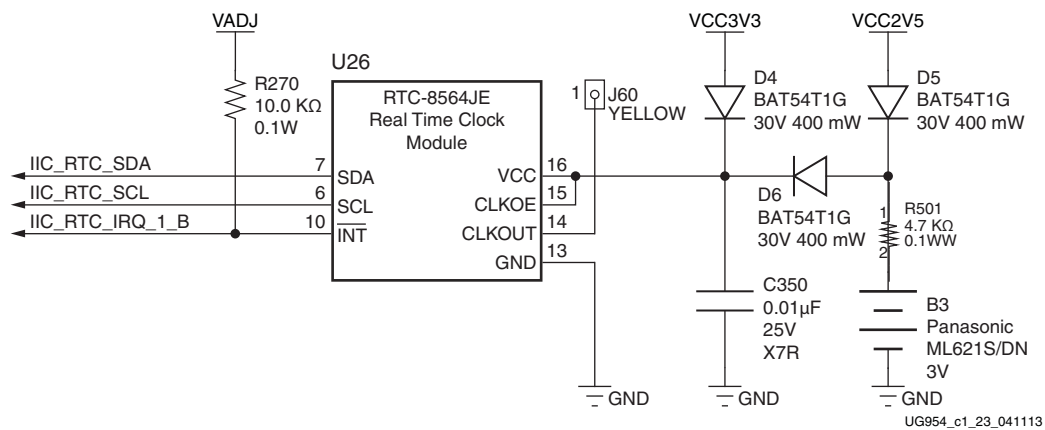 VADJ
VCC3V3
VCC2V5
U26
R270
10.0 KΩ
0.1W
RTC-8564JE
Real Time Clock
Module
1
J60
YELLOW
D4
BAT54T1G
30V 400 mW
D5
BAT54T1G
30V 400 mW
IIC_RTC_SDA
7
SDA
VCC
16
IIC_RTC_SCL
6
SCL
CLKOE
15
IIC_RTC_IRQ_1_B
10
INT
CLKOUT
14
GND
13
D6
BAT54T1G
30V 400 mW
1
R501
4.7 KΩ
0.1WW
2
C350
0.01µF
25V
X7R
B3
Panasonic
ML621S/DN
3V
GND
GND
GND
UG954_c1_23_041113